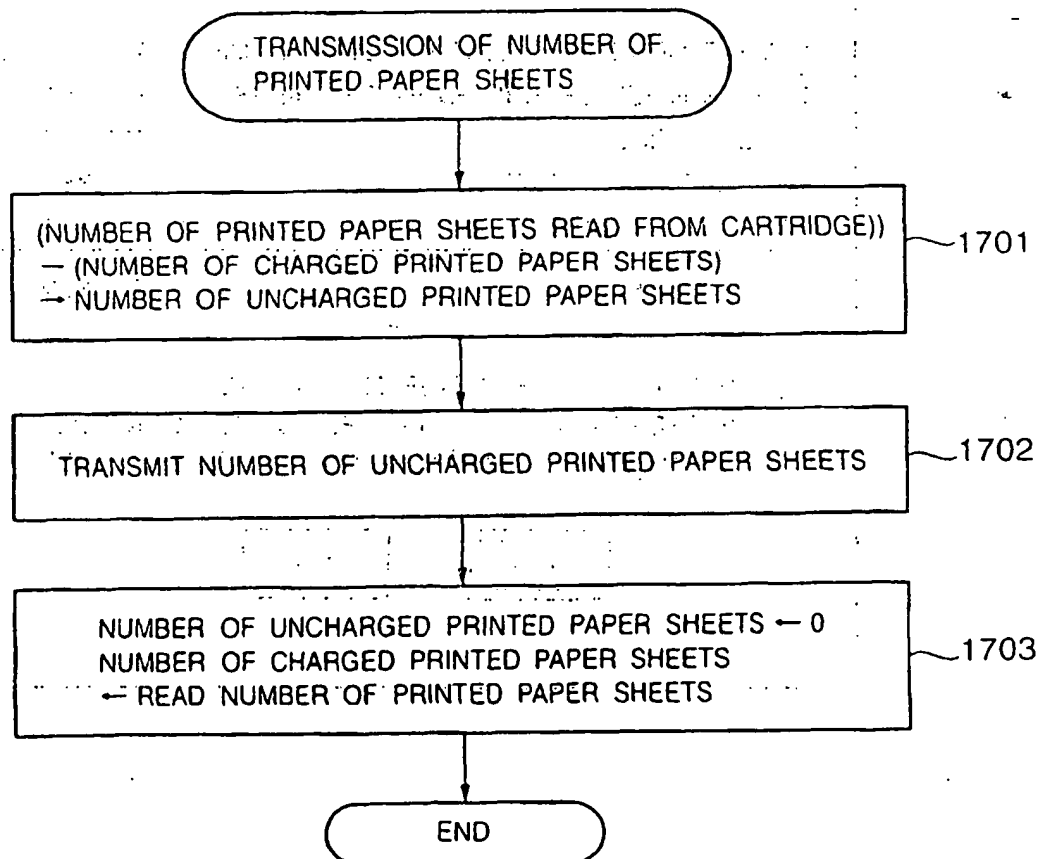 TRANSMISSION OF NUMBER OF
PRINTED PAPER SHEETS
(NUMBER OF PRINTED PAPER SHEETS READ FROM CARTRIDGE))
− (NUMBER OF CHARGED PRINTED PAPER SHEETS)
→ NUMBER OF UNCHARGED PRINTED PAPER SHEETS
1701
TRANSMIT NUMBER OF UNCHARGED PRINTED PAPER SHEETS
1702
NUMBER OF UNCHARGED PRINTED PAPER SHEETS ← 0
NUMBER OF CHARGED PRINTED PAPER SHEETS
← READ NUMBER OF PRINTED PAPER SHEETS
1703
END